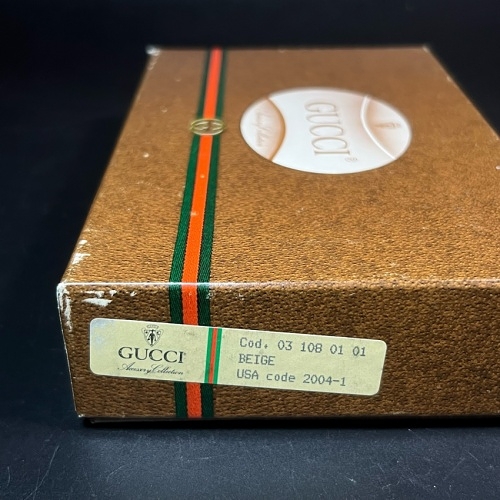 GUCCI
GUCCI
Accessory Collection
Cod. 03 108 01 01
BEIGE
USA code 2004-1